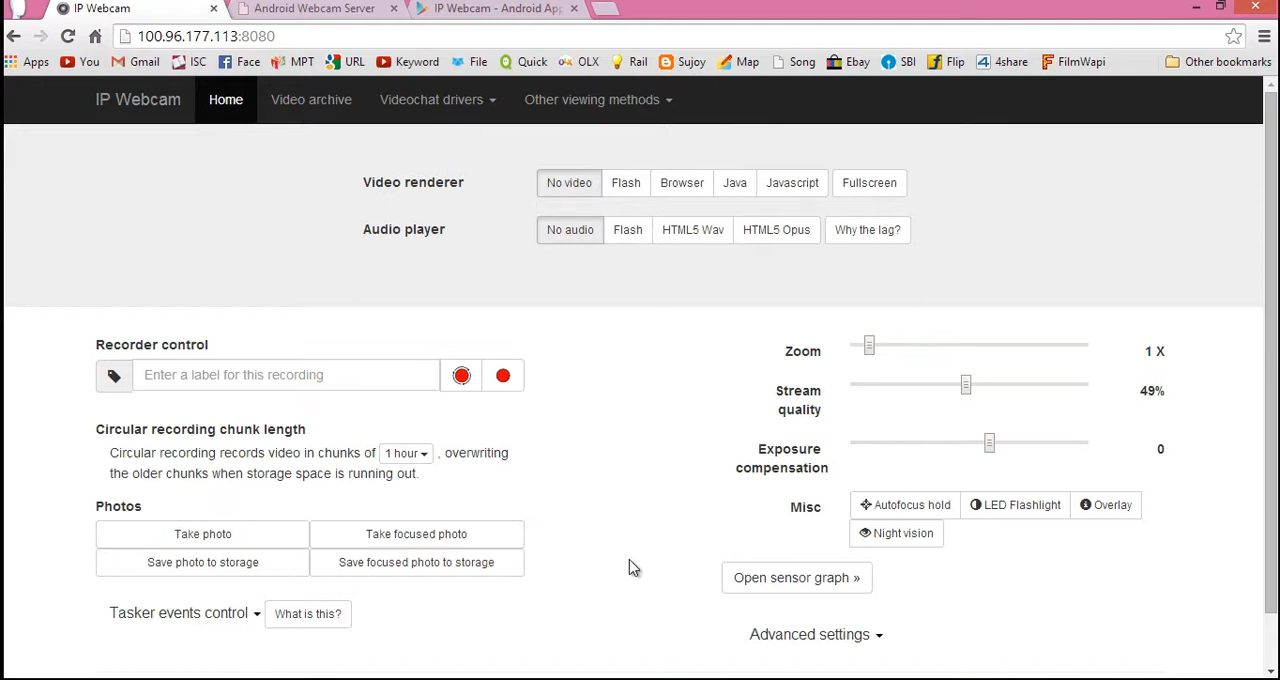 IP Webcam
Android Webcam Server
IP Webcam - Android App
100.96.177.113:8080
Apps You Gmail ISC Face MPT URL Keyword File Quick OLX Rail Sujoy Map Song Ebay SBI Flip 4share FilmWapi Other bookmarks
IP Webcam Home Video archive Videochat drivers Other viewing methods
Video renderer No video Flash Browser Java Javascript Fullscreen
Audio player No audio Flash HTML5 Wav HTML5 Opus Why the lag?
Recorder control
Enter a label for this recording
Circular recording chunk length
Circular recording records video in chunks of 1 hour , overwriting
the older chunks when storage space is running out.
Photos
Take photo Take focused photo
Save photo to storage Save focused photo to storage
Tasker events control What is this?
Zoom 1 X
Stream
quality 49%
Exposure
compensation 0
Misc Autofocus hold LED Flashlight Overlay
Night vision
Open sensor graph »
Advanced settings